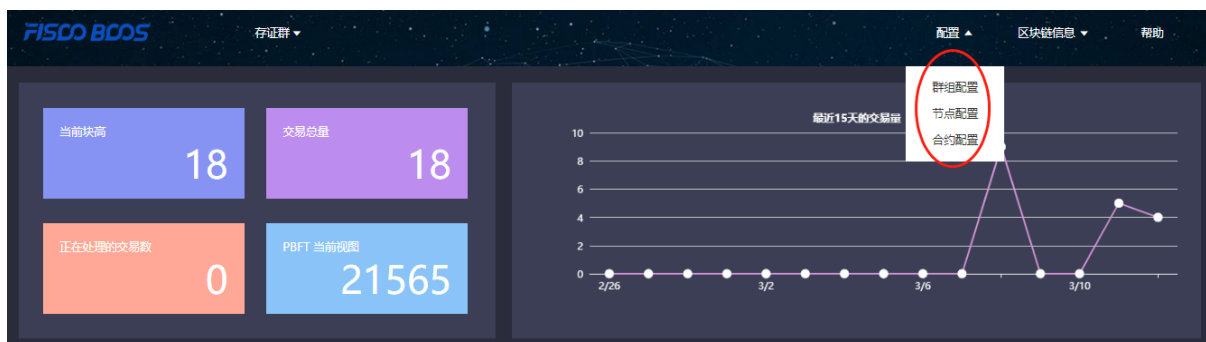 FISCO BCOS 存证群 配置 区块链信息 帮助
群组配置
节点配置
合约配置
当前块高
18
交易总量
18
正在处理的交易数
0
PBFT 当前视图
21565
最近15天的交易量
10
8
6
4
2
0
2/26 3/2 3/6 3/10